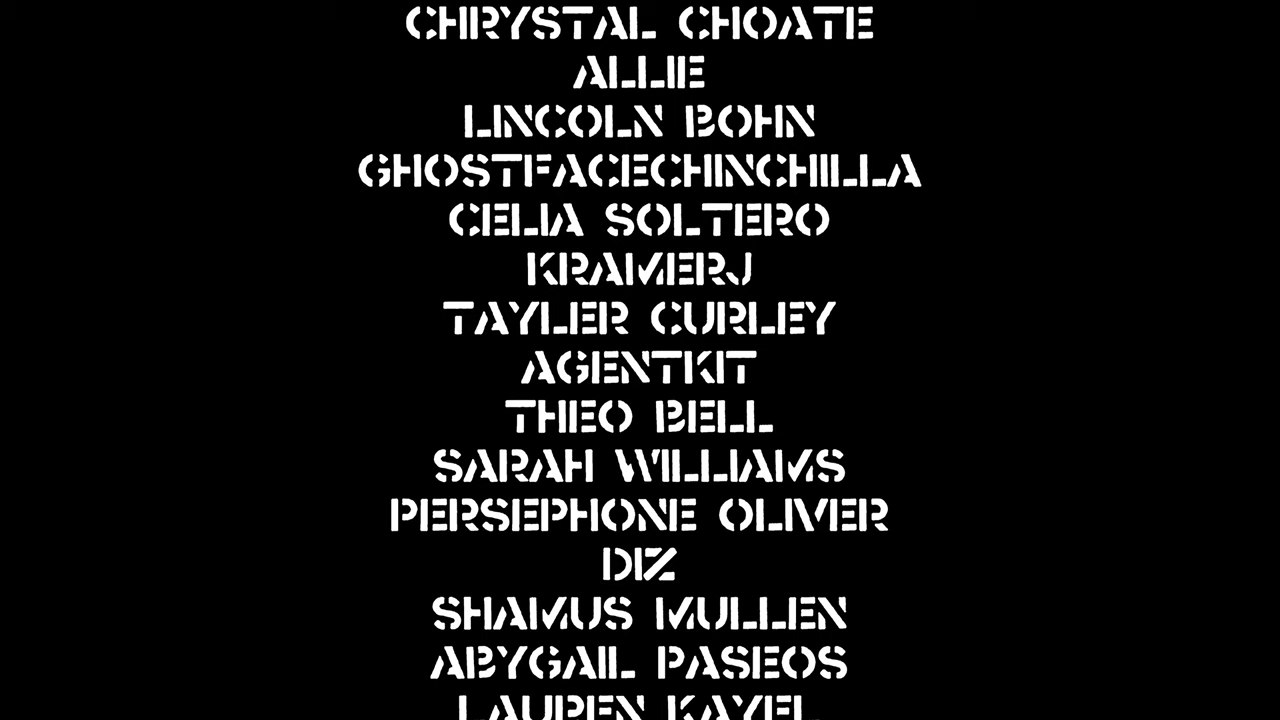 CHRYSTAL CHOATE
ALLIE
LINCOLN BOHN
GHOSTFACECHINCHILLA
CELIA SOLTERO
KRAMERJ
TAYLER CURLEY
AGENTKIT
THEO BELL
SARAH WILLIAMS
PERSEPHONE OLIVER
DIZ
SHAMUS MULLEN
ABYGAIL PASEOS
LAUREN